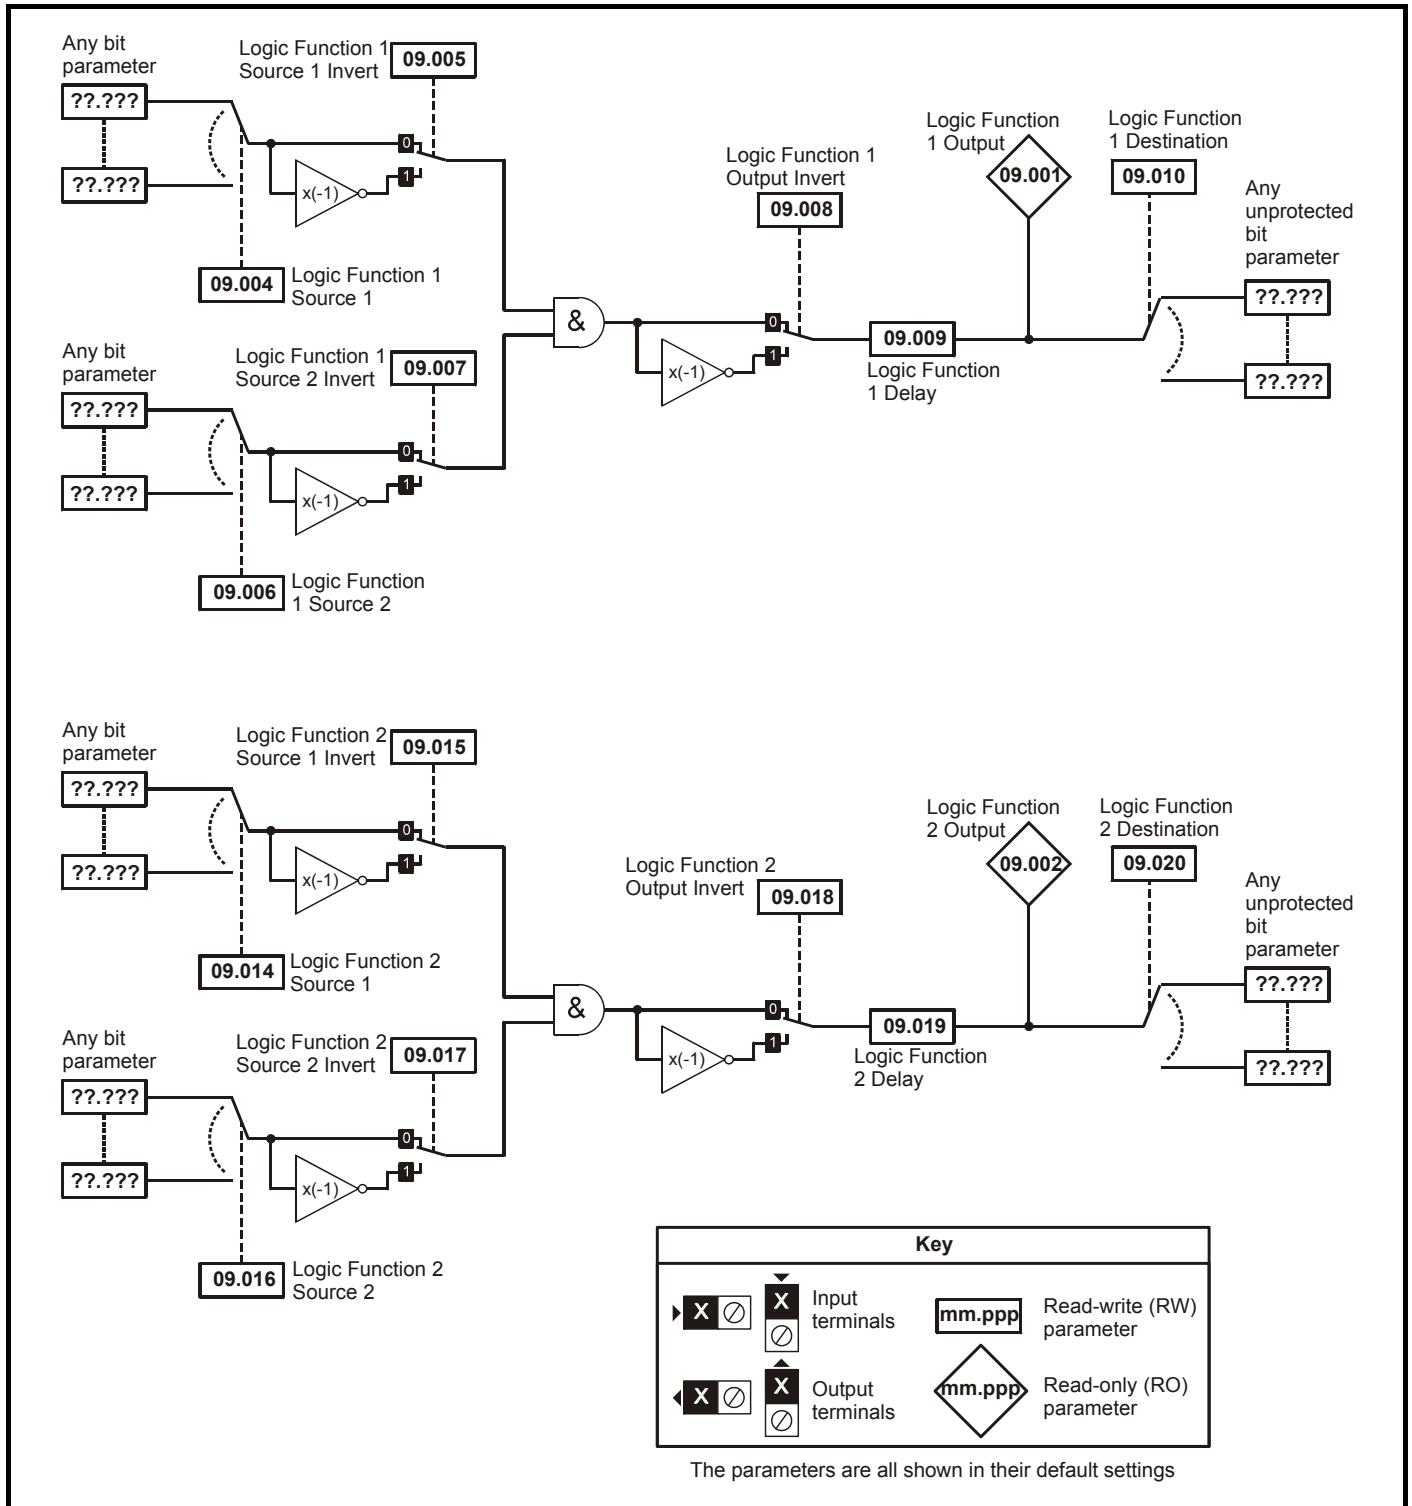 Any bit
parameter
??.???
??.???
Logic Function 1
Source 1 Invert
09.005
0
1
x(-1)
09.004
Logic Function 1
Source 1
Any bit
parameter
??.???
??.???
Logic Function 1
Source 2 Invert
09.007
0
1
x(-1)
09.006
Logic Function
1 Source 2
&
Logic Function 1
Output Invert
09.008
0
1
x(-1)
09.009
Logic Function
1 Delay
Logic Function
1 Output
09.001
Logic Function
1 Destination
09.010
Any
unprotected
bit
parameter
??.???
??.???
Any bit
parameter
??.???
??.???
Logic Function 2
Source 1 Invert
09.015
0
1
x(-1)
09.014
Logic Function 2
Source 1
Any bit
parameter
??.???
??.???
Logic Function 2
Source 2 Invert
09.017
0
1
x(-1)
09.016
Logic Function 2
Source 2
&
Logic Function 2
Output Invert
09.018
0
1
x(-1)
09.019
Logic Function
2 Delay
Logic Function
2 Output
09.002
Logic Function
2 Destination
09.020
Any
unprotected
bit
parameter
??.???
??.???
Key
X
X
Input
terminals
mm.ppp
Read-write (RW)
parameter
X
X
Output
terminals
mm.ppp
Read-only (RO)
parameter
The parameters are all shown in their default settings